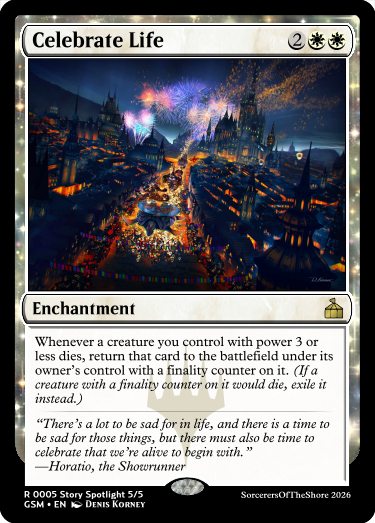 Celebrate Life 2
Enchantment
Whenever a creature you control with power 3 or
less dies, return that card to the battlefield under its
owner's control with a finality counter on it. (If a
creature with a finality counter on it would die, exile it
instead.)
"There's a lot to be sad for in life, and there is a time to
be sad for those things, but there must also be time to
celebrate that we're alive to begin with."
—Horatio, the Showrunner
R 0005 Story Spotlight 5/5
GSM • EN Denis Korney
SorcerersOfTheShore 2026